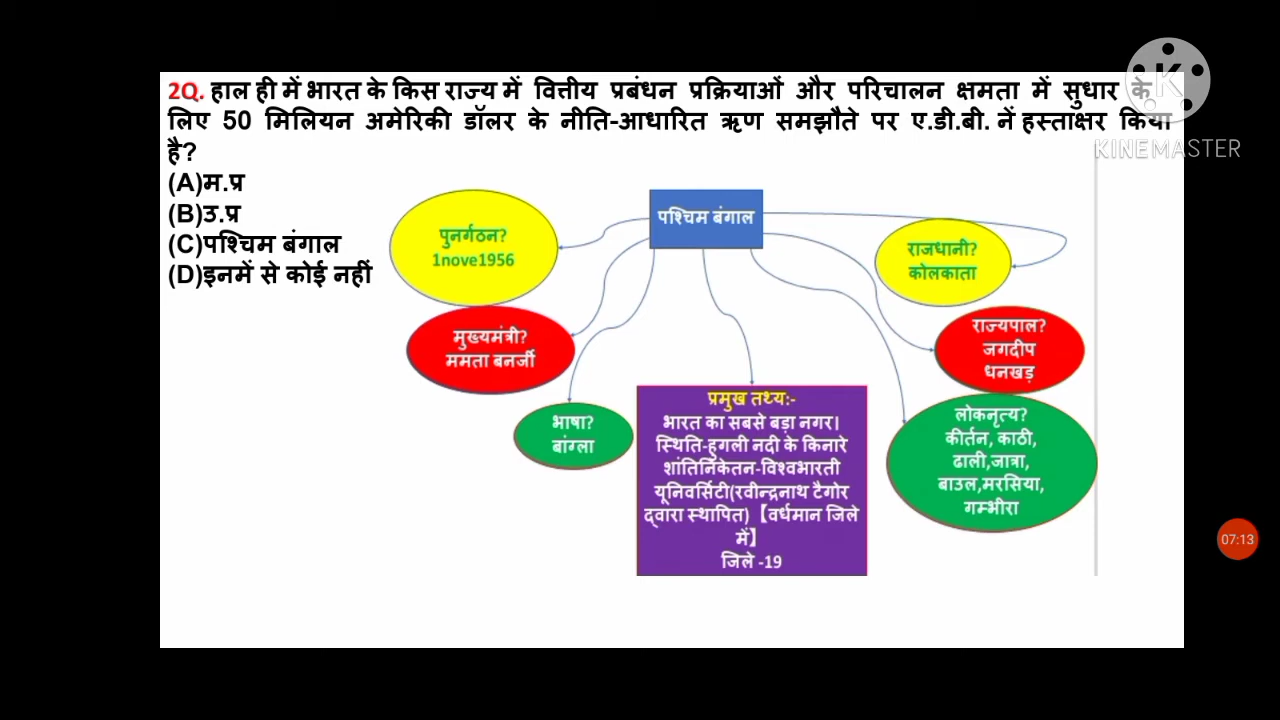 2Q. हाल ही में भारत के किस राज्य में वित्तीय प्रबंधन प्रक्रियाओं और परिचालन क्षमता में सुधार के
लिए 50 मिलियन अमेरिकी डॉलर के नीति-आधारित ऋण समझौते पर ए.डी.बी. नें हस्ताक्षर किया
है?
(A)म.प्र
(B)उ.प्र
(C)पश्चिम बंगाल
(D)इनमें से कोई नहीं
पश्चिम बंगाल
पुनर्गठन?
1nove1956
राजधानी?
कोलकाता
मुख्यमंत्री?
ममता बनर्जी
राज्यपाल?
जगदीप
धनखड़
भाषा?
बांग्ला
प्रमुख तथ्य:-
भारत का सबसे बड़ा नगर।
स्थिति-हुगली नदी के किनारे
शांतिनिकेतन-विश्वभारती
यूनिवर्सिटी(रवीन्द्रनाथ टैगोर
द्वारा स्थापित)【वर्धमान जिले
में】
जिले -19
लोकनृत्य?
कीर्तन, काठी,
ढाली,जात्रा,
बाउल,मरसिया,
गम्भीरा
K
KINEMASTER
07:13